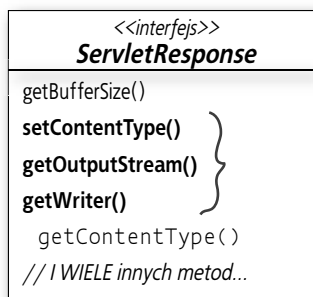 <<interfejs>>
ServletResponse
getBufferSize()
setContentType()
getOutputStream()
getWriter()
getContentType()
// I WIELE innych metod...